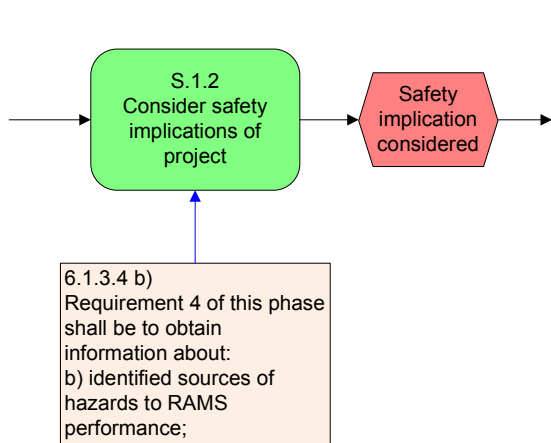 S.1.2
Consider safety
implications of
project
Safety
implication
considered
6.1.3.4 b)
Requirement 4 of this phase
shall be to obtain
information about:
b) identified sources of
hazards to RAMS
performance;